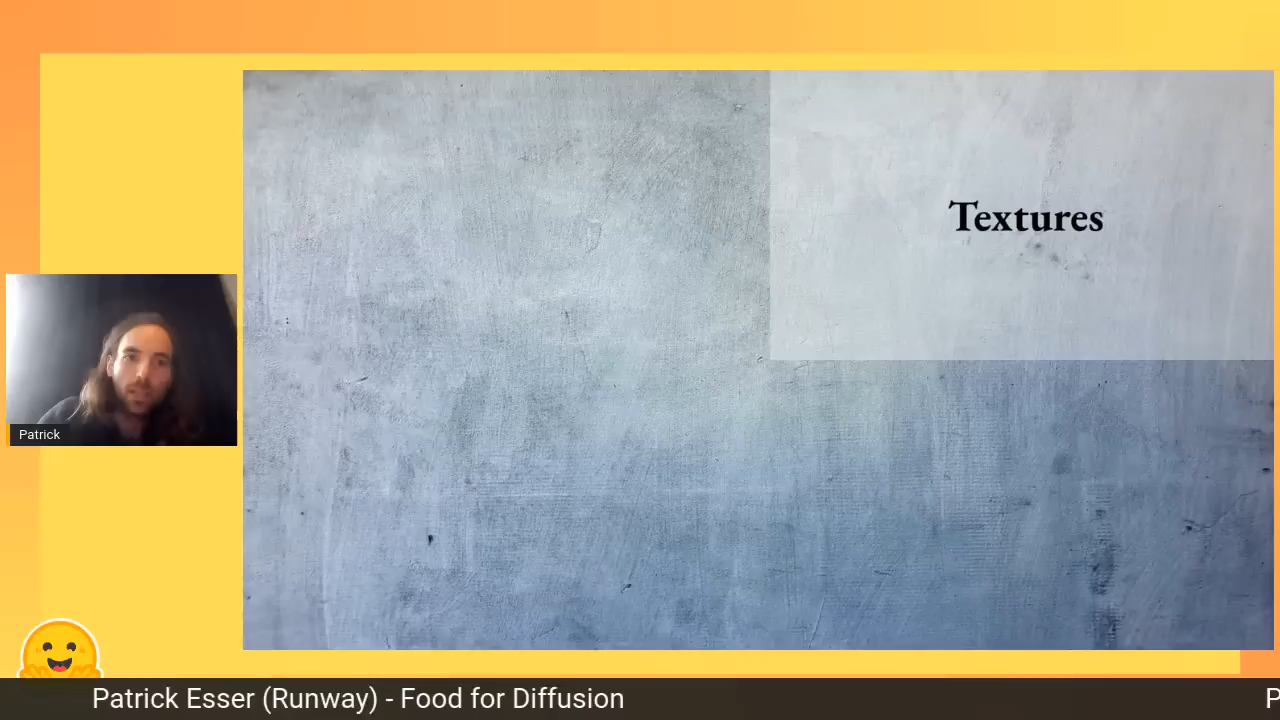 Textures
Patrick
Patrick Esser (Runway) - Food for Diffusion
P